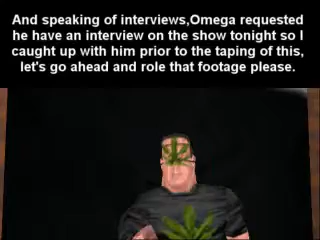 And speaking of interviews,Omega requested
he have an interview on the show tonight so I
caught up with him prior to the taping of this,
let's go ahead and role that footage please.